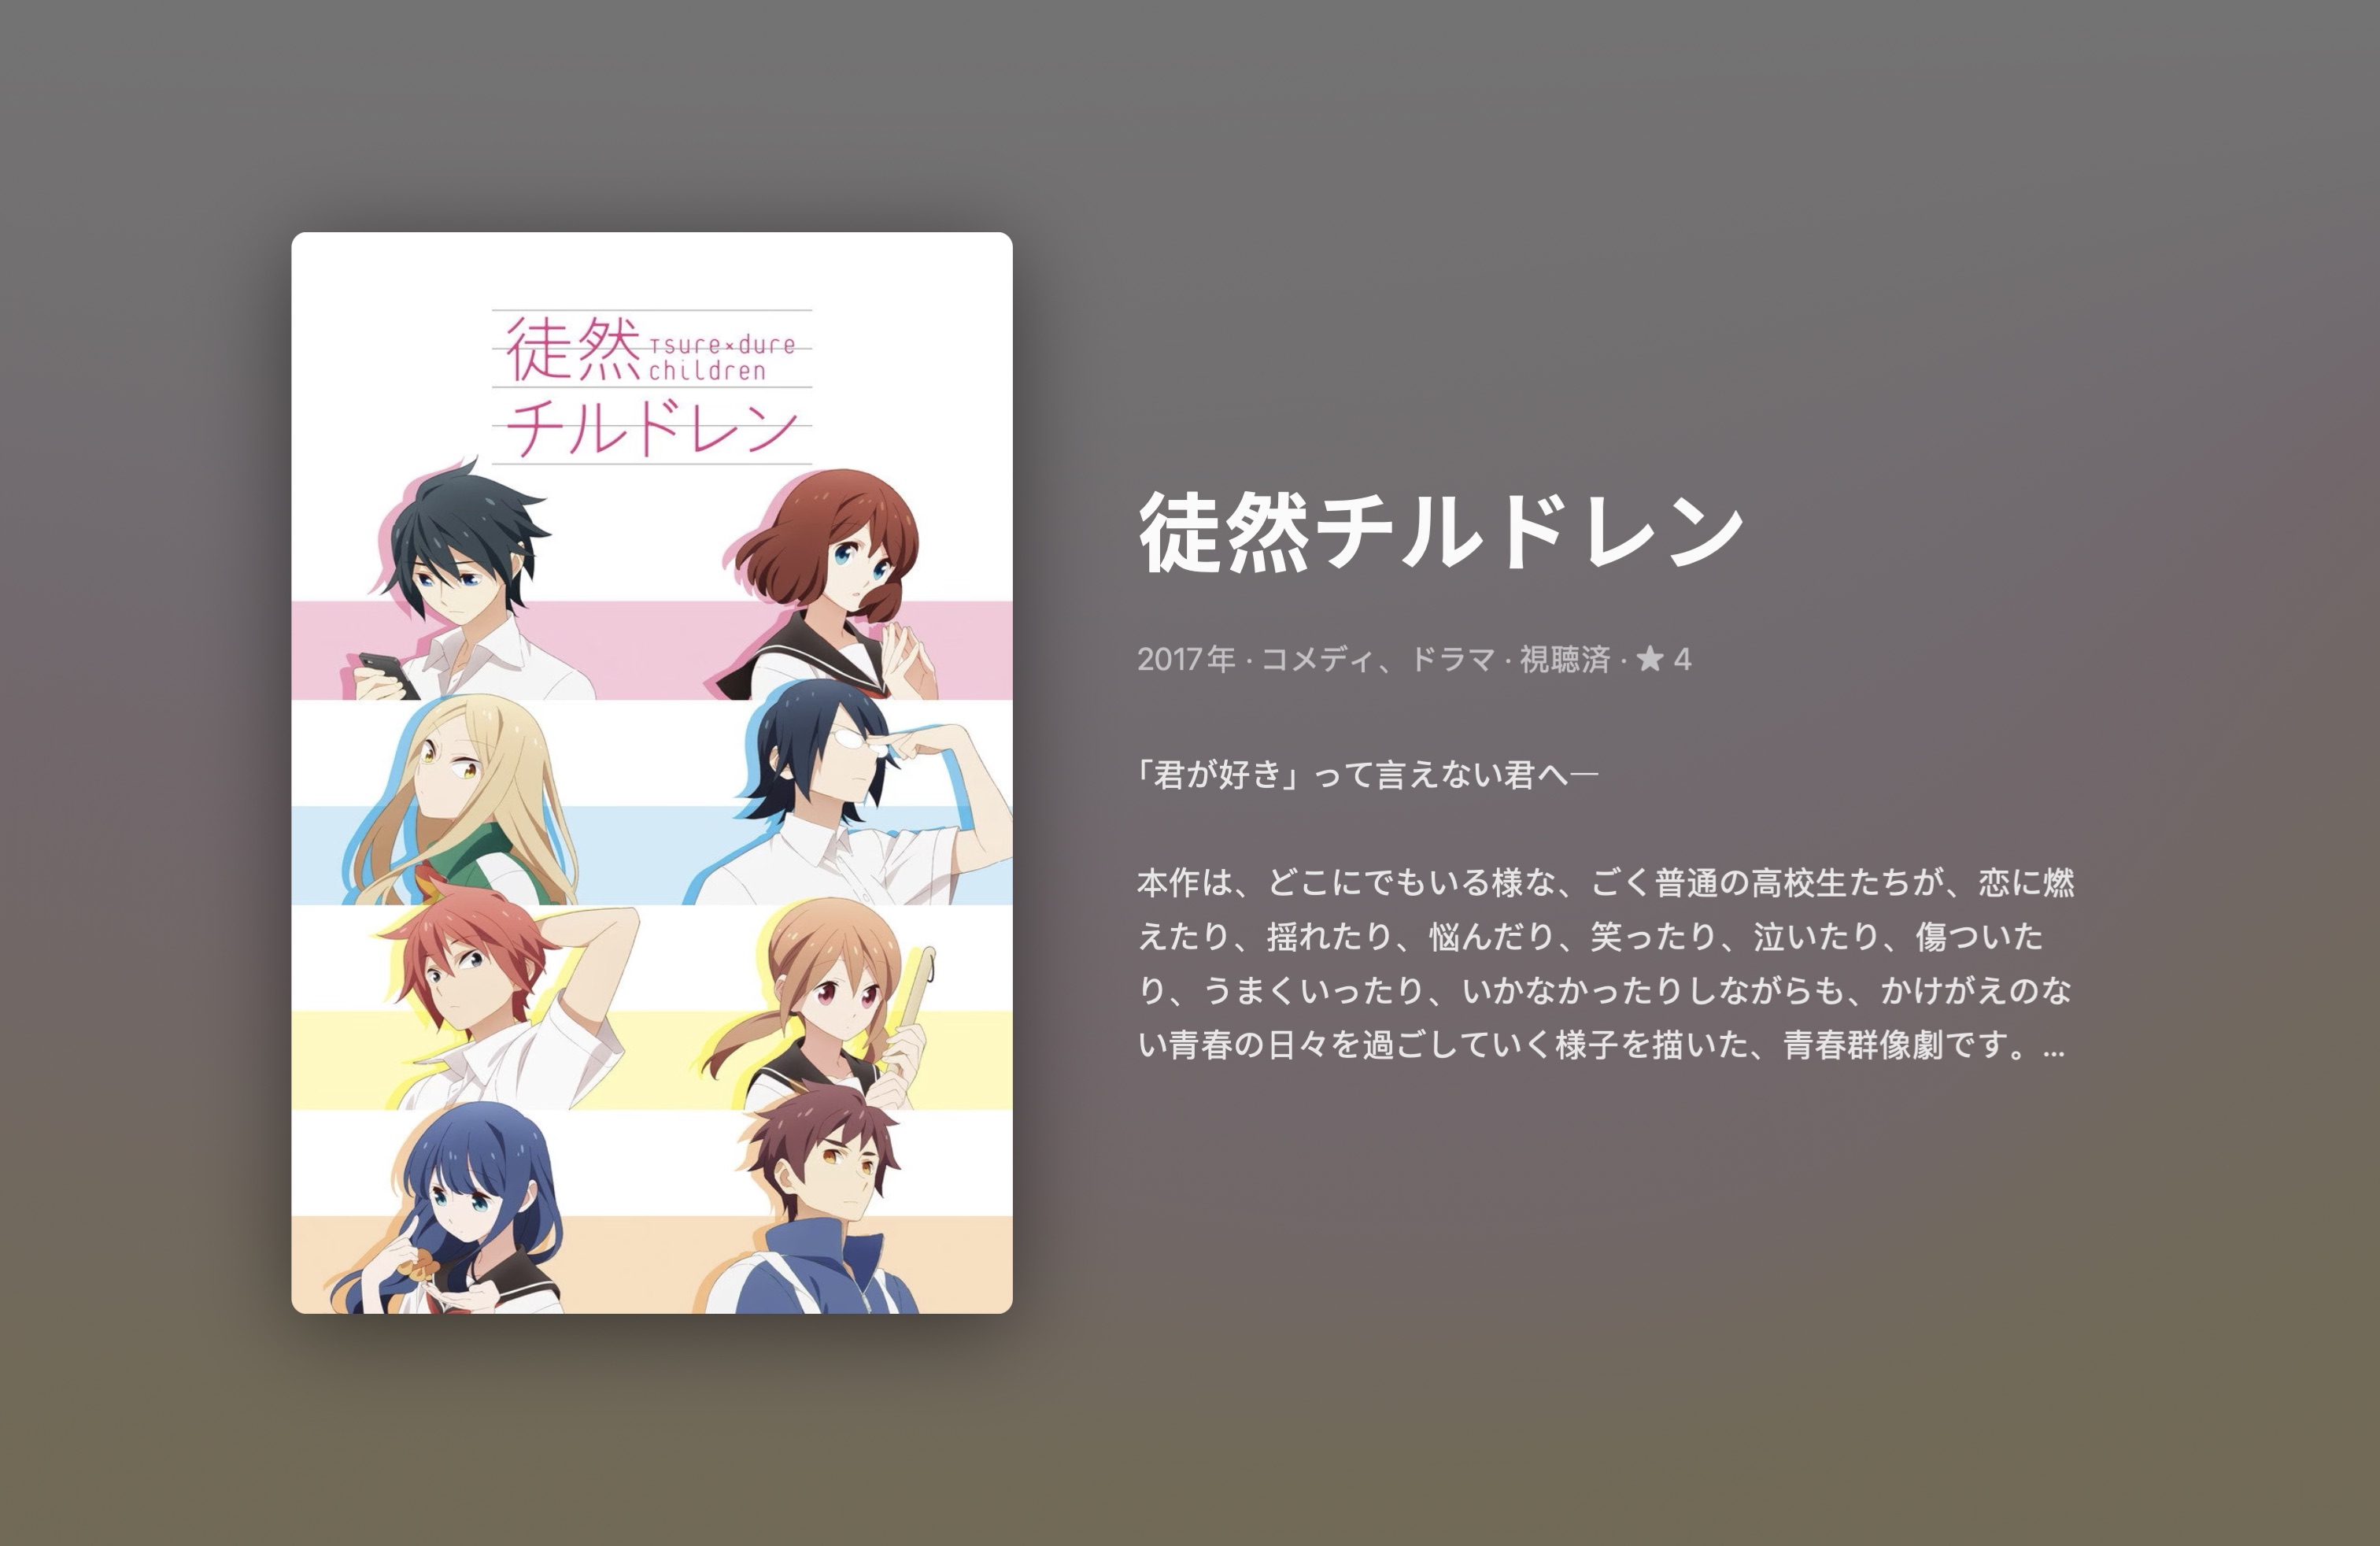 徒然 Tsure×dure
children
チルドレン
徒然チルドレン
2017年 · コメディ、ドラマ · 視聴済 · ★ 4
「君が好き」って言えない君へ―
本作は、どこにでもいる様な、ごく普通の高校生たちが、恋に燃
えたり、揺れたり、悩んだり、笑ったり、泣いたり、傷ついた
り、うまくいったり、いかなかったりしながらも、かけがえのな
い青春の日々を過ごしていく様子を描いた、青春群像劇です。...